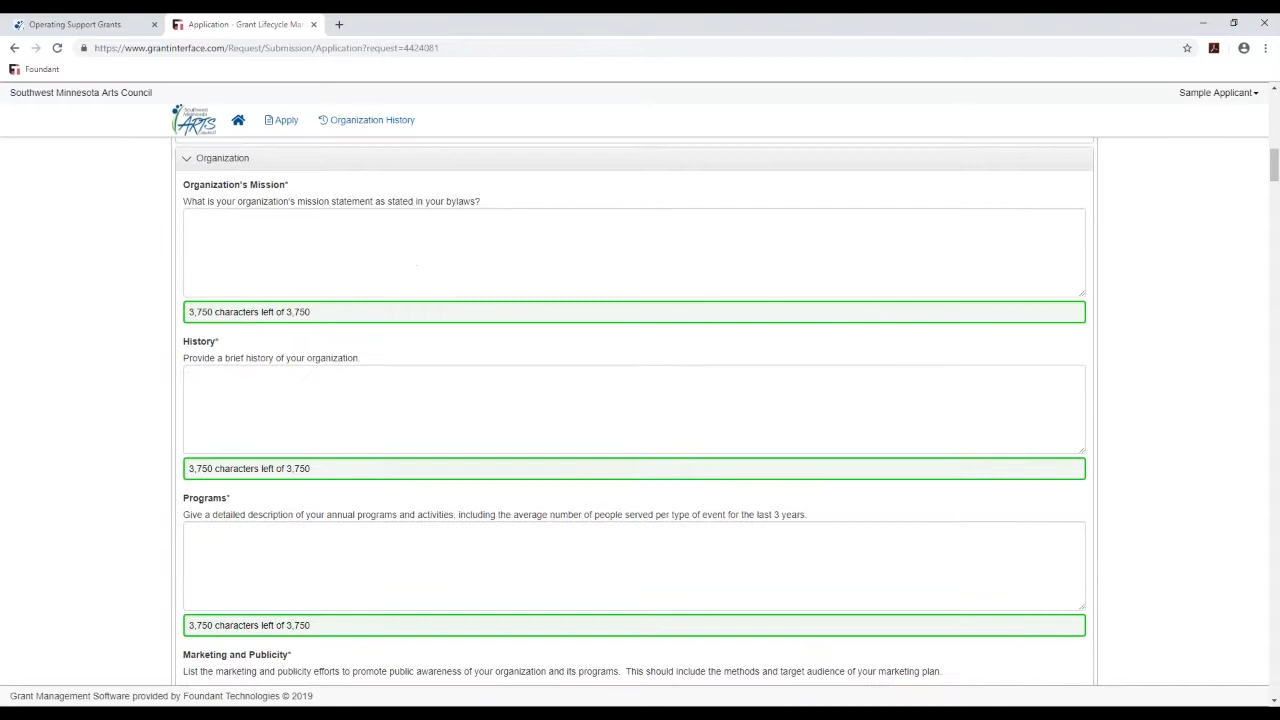 Operating Support Grants
Application - Grant Lifecycle Ma
https://www.grantinterface.com/Request/Submission/Application?request=4424081
Foundant
Southwest Minnesota Arts Council
Sample Applicant
Southwest Minnesota ARTS Council
Apply
Organization History
Organization
Organization's Mission*
What is your organization's mission statement as stated in your bylaws?
3,750 characters left of 3,750
History*
Provide a brief history of your organization.
3,750 characters left of 3,750
Programs*
Give a detailed description of your annual programs and activities, including the average number of people served per type of event for the last 3 years.
3,750 characters left of 3,750
Marketing and Publicity*
List the marketing and publicity efforts to promote public awareness of your organization and its programs.  This should include the methods and target audience of your marketing plan.
Grant Management Software provided by Foundant Technologies © 2019